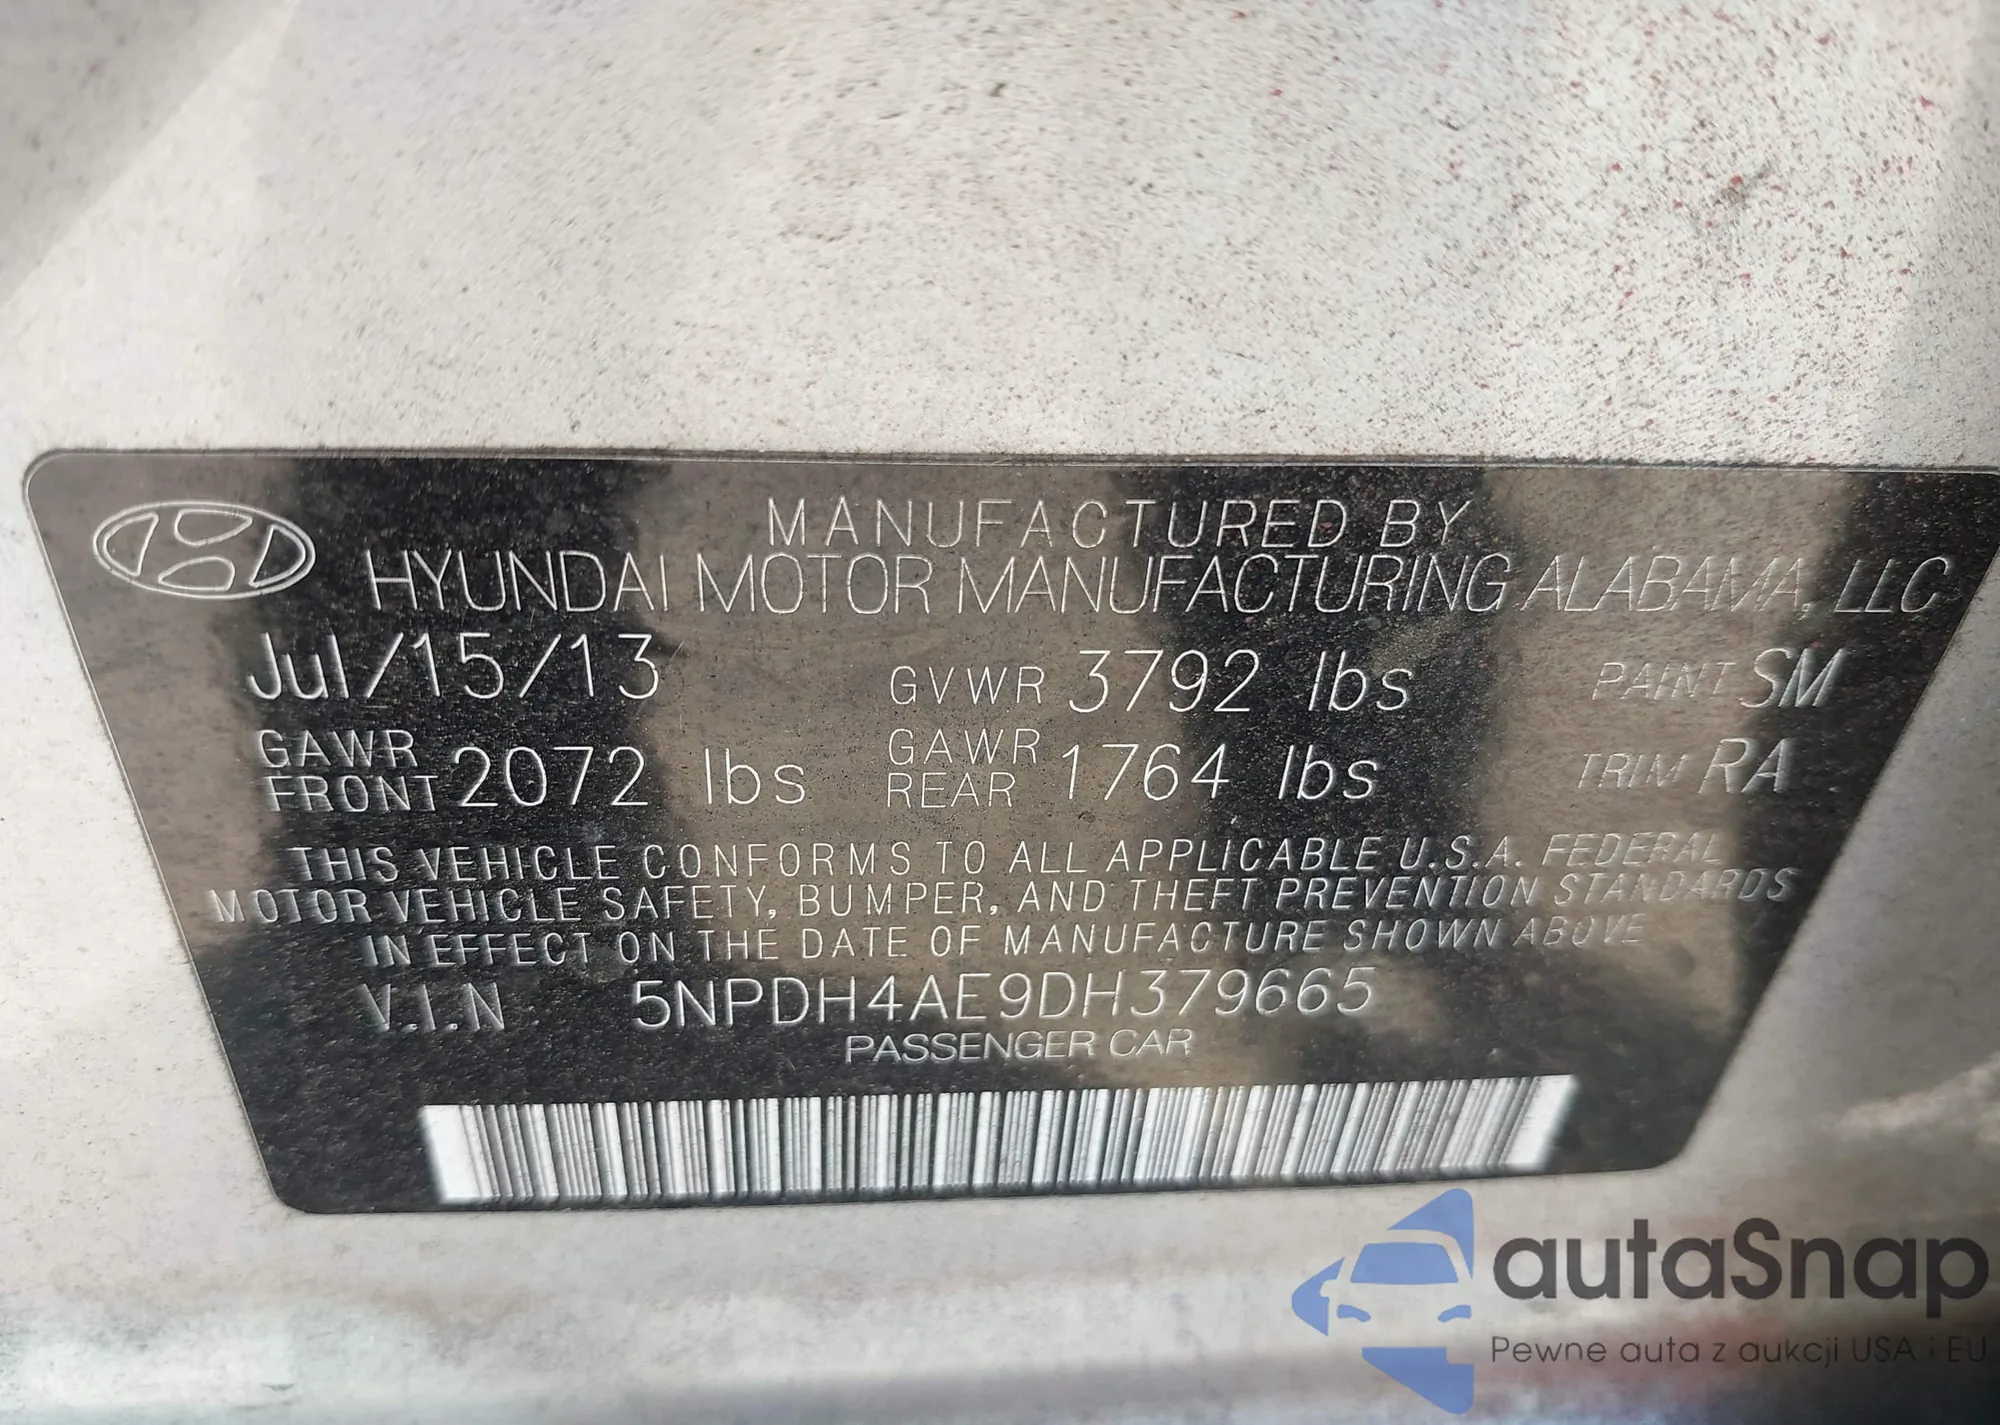 MANUFACTURED BY
HYUNDAI MOTOR MANUFACTURING ALABAMA, LLC
Jul/15/13 GVWR 3792 lbs PAINT SM
GAWR FRONT 2072 lbs GAWR REAR 1764 lbs TRIM RA
THIS VEHICLE CONFORMS TO ALL APPLICABLE U.S.A. FEDERAL
MOTOR VEHICLE SAFETY, BUMPER, AND THEFT PREVENTION STANDARDS
IN EFFECT ON THE DATE OF MANUFACTURE SHOWN ABOVE
V.I.N 5NPDH4AE9DH379665
PASSENGER CAR
autaSnap
Pewne auta z aukcji USA i EU